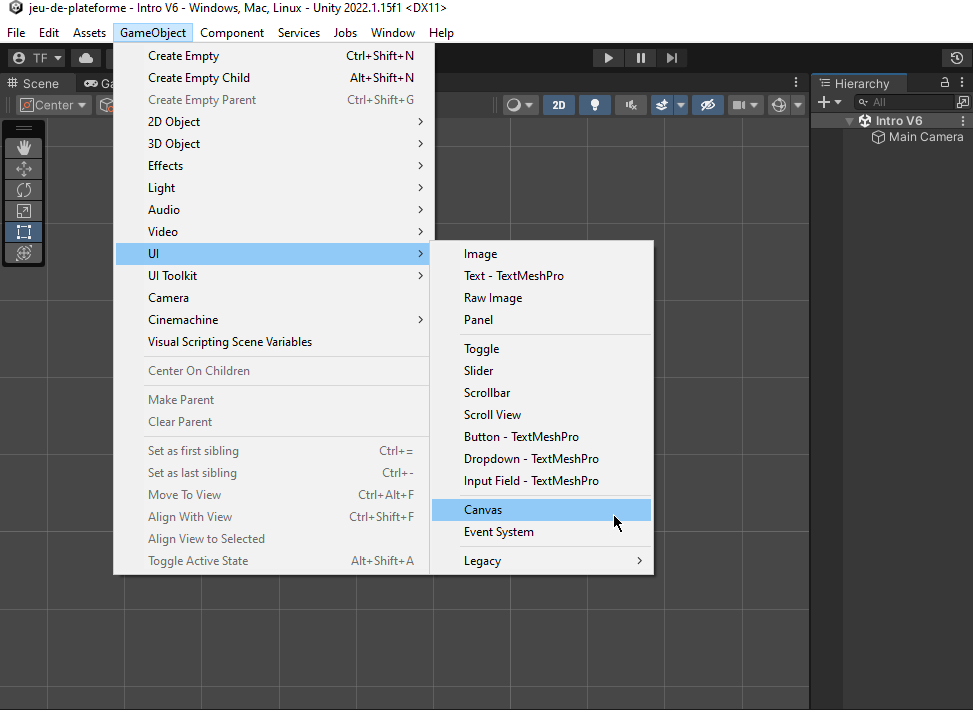 jeu-de-plateforme - Intro V6 - Windows, Mac, Linux - Unity 2022.1.15f1 <DX11>
File Edit Assets GameObject Component Services Jobs Window Help
TF
Scene
Ga
Center
2D
Hierarchy
All
Intro V6
Main Camera
Create Empty Ctrl+Shift+N
Create Empty Child Alt+Shift+N
Create Empty Parent Ctrl+Shift+G
2D Object
3D Object
Effects
Light
Audio
Video
UI
UI Toolkit
Camera
Cinemachine
Visual Scripting Scene Variables
Center On Children
Make Parent
Clear Parent
Set as first sibling Ctrl+=
Set as last sibling Ctrl+-
Move To View Ctrl+Alt+F
Align With View Ctrl+Shift+F
Align View to Selected
Toggle Active State Alt+Shift+A
Image
Text - TextMeshPro
Raw Image
Panel
Toggle
Slider
Scrollbar
Scroll View
Button - TextMeshPro
Dropdown - TextMeshPro
Input Field - TextMeshPro
Canvas
Event System
Legacy